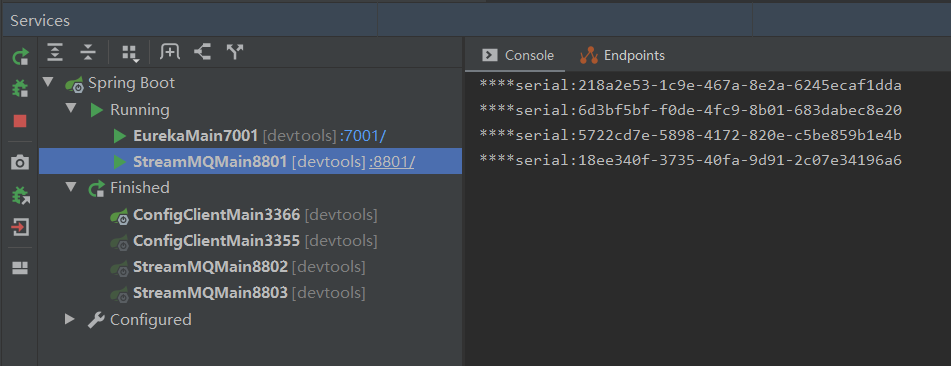 Services
Spring Boot
Running
EurekaMain7001 [devtools] :7001/
StreamMQMain8801 [devtools] :8801/
Finished
ConfigClientMain3366 [devtools]
ConfigClientMain3355 [devtools]
StreamMQMain8802 [devtools]
StreamMQMain8803 [devtools]
Configured
Console Endpoints
****serial:218a2e53-1c9e-467a-8e2a-6245ecaf1dda
****serial:6d3bf5bf-f0de-4fc9-8b01-683dabec8e20
****serial:5722cd7e-5898-4172-820e-c5be859b1e4b
****serial:18ee340f-3735-40fa-9d91-2c07e34196a6